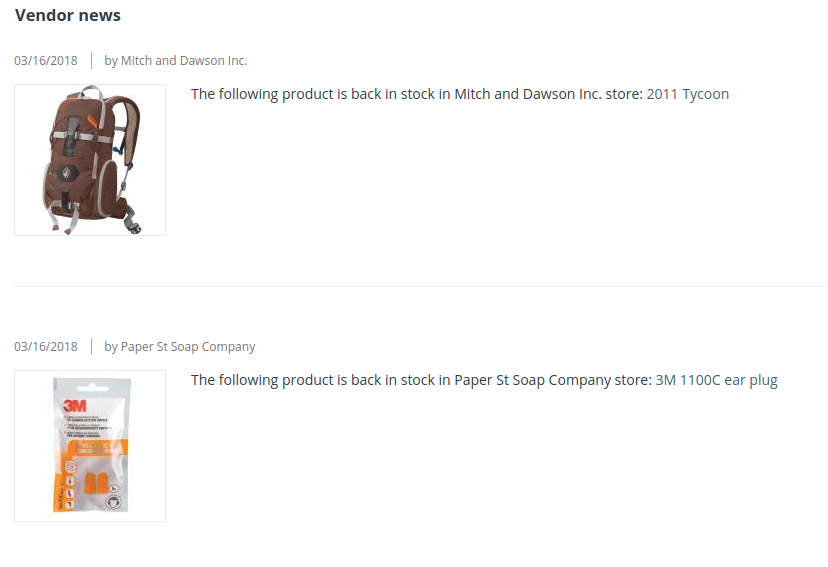 Vendor news
03/16/2018
by Mitch and Dawson Inc.
The following product is back in stock in Mitch and Dawson Inc. store: 2011 Tycoon
03/16/2018
by Paper St Soap Company
The following product is back in stock in Paper St Soap Company store: 3M 1100C ear plug
3M